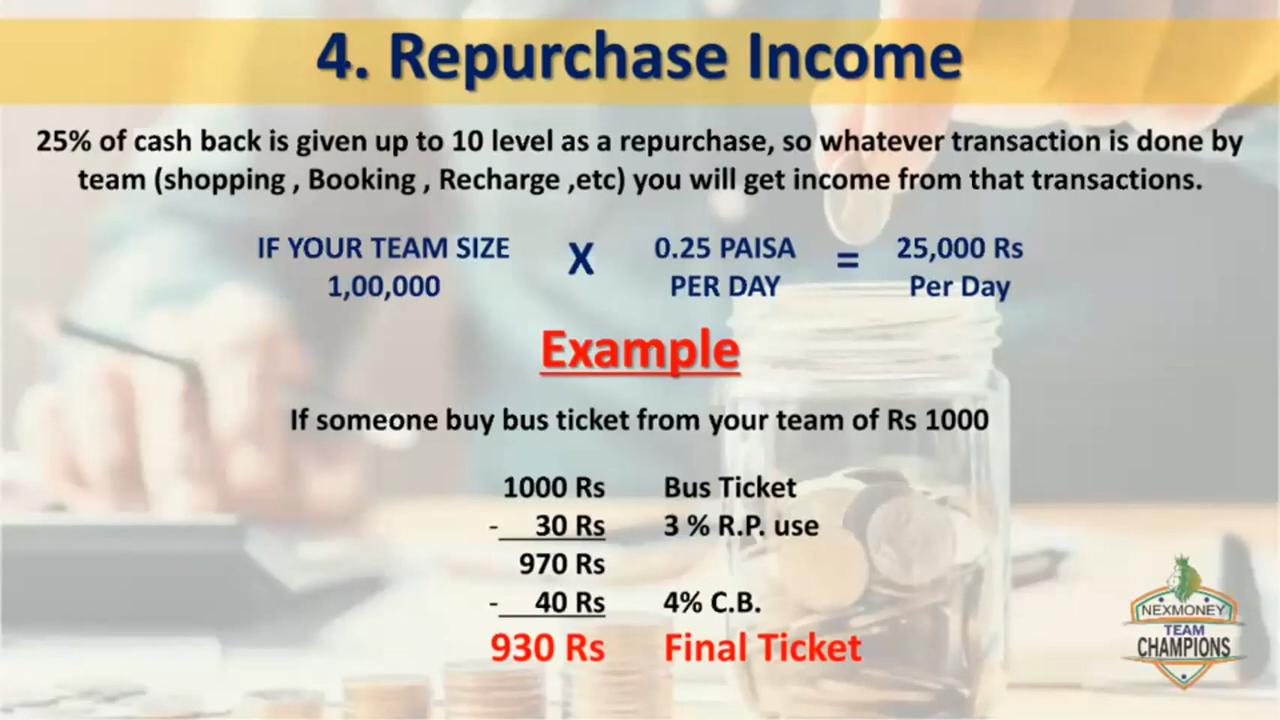 4. Repurchase Income
25% of cash back is given up to 10 level as a repurchase, so whatever transaction is done by
team (shopping , Booking , Recharge ,etc) you will get income from that transactions.
IF YOUR TEAM SIZE X 0.25 PAISA = 25,000 Rs
1,00,000 PER DAY Per Day
Example
If someone buy bus ticket from your team of Rs 1000
1000 Rs Bus Ticket
- 30 Rs 3 % R.P. use
970 Rs
- 40 Rs 4% C.B.
930 Rs Final Ticket
NEXMONEY
TEAM
CHAMPIONS